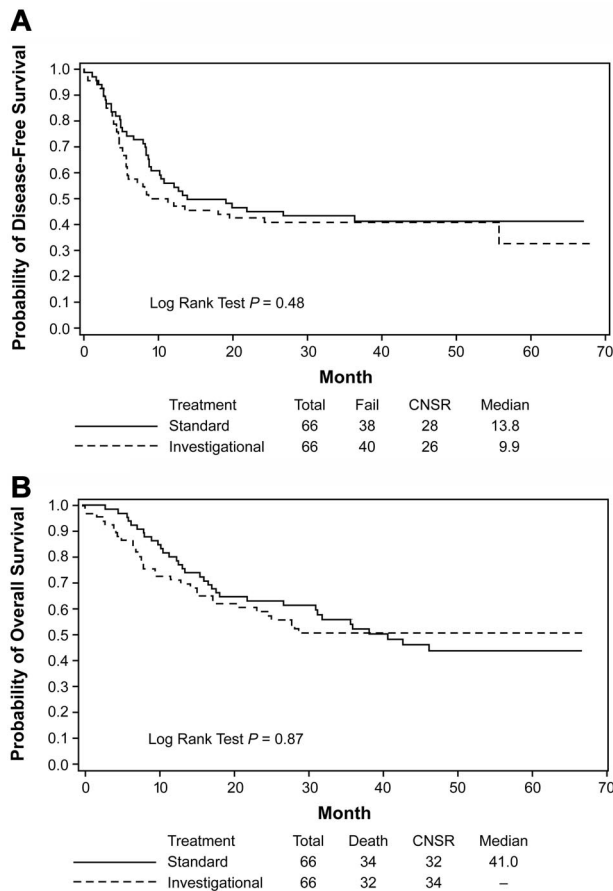 A
Probability of Disease-Free Survival
1.0
0.9
0.8
0.7
0.6
0.5
0.4
0.3
0.2
0.1
0.0
Log Rank Test P = 0.48
0 10 20 30 40 50 60 70
Month
Treatment Total Fail CNSR Median
Standard 66 38 28 13.8
Investigational 66 40 26 9.9
B
Probability of Overall Survival
1.0
0.9
0.8
0.7
0.6
0.5
0.4
0.3
0.2
0.1
0.0
Log Rank Test P = 0.87
0 10 20 30 40 50 60 70
Month
Treatment Total Death CNSR Median
Standard 66 34 32 41.0
Investigational 66 32 34 –